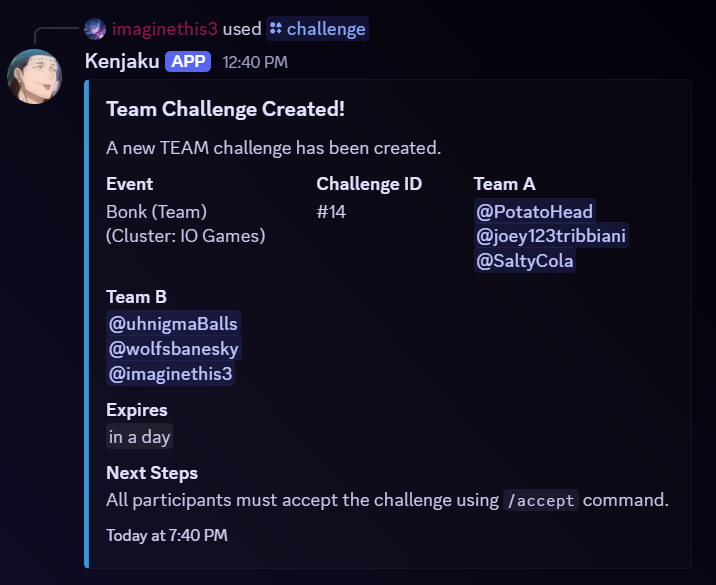 imaginethis3 used challenge
Kenjaku APP 12:40 PM
Team Challenge Created!
A new TEAM challenge has been created.
Event
Bonk (Team)
(Cluster: IO Games)
Challenge ID
#14
Team A
@PotatoHead
@joey123tribbiani
@SaltyCola
Team B
@uhnigmaBalls
@wolfsbanesky
@imaginethis3
Expires
in a day
Next Steps
All participants must accept the challenge using /accept command.
Today at 7:40 PM